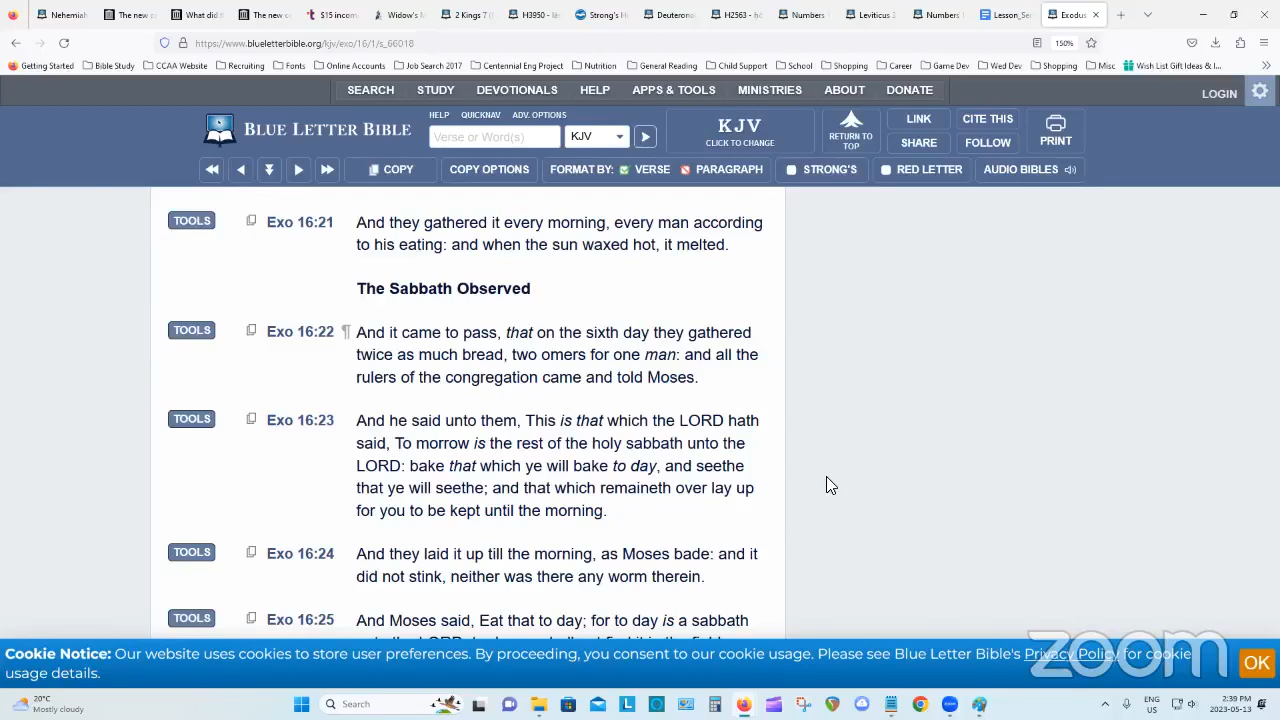 Nehemiah
The new c
What did t
The new c
$15 incom
Widow's M
2 Kings 7 (
H3950 - lā
Strong's H
Deuterono
H2563 - ḥō
Numbers 1
Leviticus 2
Numbers 1
Lesson_Ser
Exodus
https://www.blueletterbible.org/kjv/exo/16/1/s_66018
150%
Getting Started
Bible Study
CCAA Website
Recruiting
Fonts
Online Accounts
Job Search 2017
Centennial Eng Project
Nutrition
General Reading
Child Support
School
Shopping
Career
Game Dev
Wed Dev
Shopping
Misc
Wish List Gift Ideas & I...
SEARCH STUDY DEVOTIONALS HELP APPS & TOOLS MINISTRIES ABOUT DONATE
LOGIN
BLUE LETTER BIBLE
HELP QUICKNAV ADV. OPTIONS
Verse or Word(s)
KJV
KJV
CLICK TO CHANGE
RETURN TO
TOP
LINK
CITE THIS
SHARE
FOLLOW
PRINT
COPY
COPY OPTIONS
FORMAT BY: VERSE PARAGRAPH
STRONG'S
RED LETTER
AUDIO BIBLES
TOOLS Exo 16:21 And they gathered it every morning, every man according
to his eating: and when the sun waxed hot, it melted.
The Sabbath Observed
TOOLS Exo 16:22 ¶ And it came to pass, that on the sixth day they gathered
twice as much bread, two omers for one man: and all the
rulers of the congregation came and told Moses.
TOOLS Exo 16:23 And he said unto them, This is that which the LORD hath
said, To morrow is the rest of the holy sabbath unto the
LORD: bake that which ye will bake to day, and seethe
that ye will seethe; and that which remaineth over lay up
for you to be kept until the morning.
TOOLS Exo 16:24 And they laid it up till the morning, as Moses bade: and it
did not stink, neither was there any worm therein.
TOOLS Exo 16:25 And Moses said, Eat that to day; for to day is a sabbath
Cookie Notice: Our website uses cookies to store user preferences. By proceeding, you consent to our cookie usage. Please see Blue Letter Bible's Privacy Policy for cookie
usage details.
OK
zoom
20°C
Mostly cloudy
Search
ENG
US
2:39 PM
2023-05-13